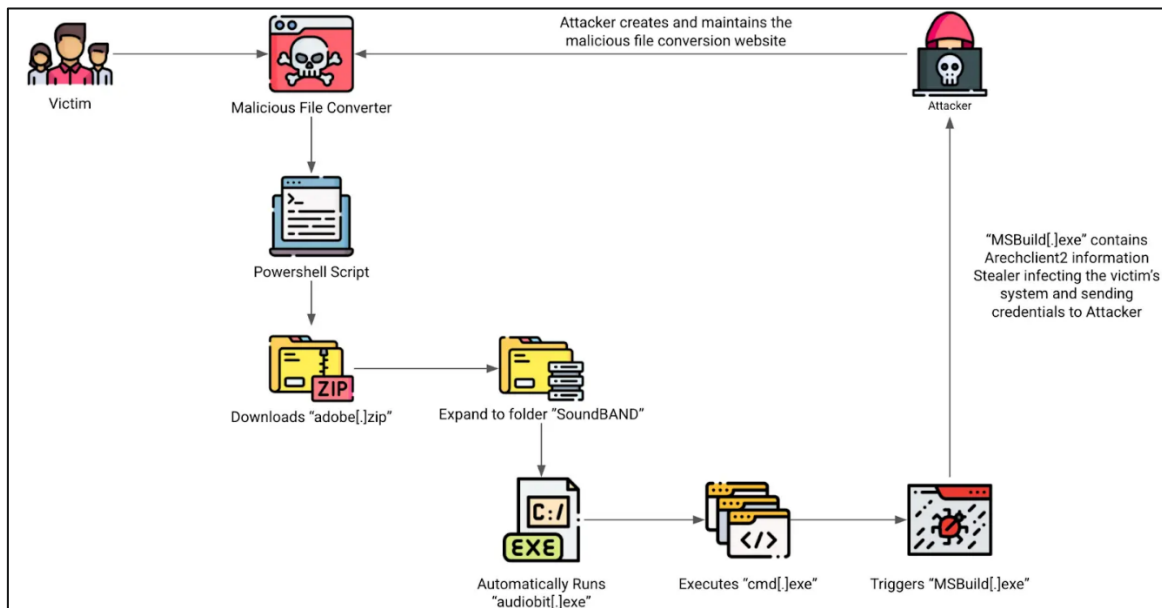 Attacker creates and maintains the
malicious file conversion website
Victim
Malicious File Converter
Attacker
>_
Powershell Script
"MSBuild[.]exe" contains
Arechclient2 information
Stealer infecting the victim's
system and sending
credentials to Attacker
ZIP
Downloads "adobe[.]zip"
Expand to folder "SoundBAND"
C:/
EXE
</>
Automatically Runs
"audiobit[.]exe"
Executes "cmd[.]exe"
Triggers "MSBuild[.]exe"